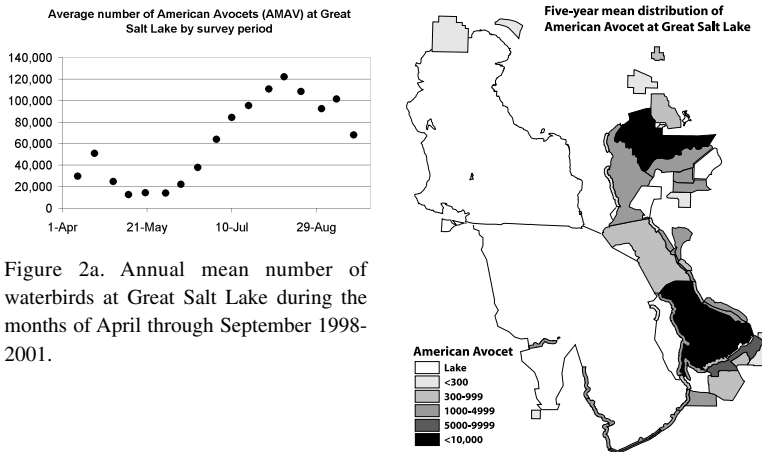 Average number of American Avocets (AMAV) at Great
Salt Lake by survey period
140,000
120,000
100,000
80,000
60,000
40,000
20,000
0
1-Apr
21-May
10-Jul
29-Aug
Figure 2a. Annual mean number of
waterbirds at Great Salt Lake during the
months of April through September 1998-
2001.
Five-year mean distribution of
American Avocet at Great Salt Lake
American Avocet
Lake
<300
300-999
1000-4999
5000-9999
<10,000